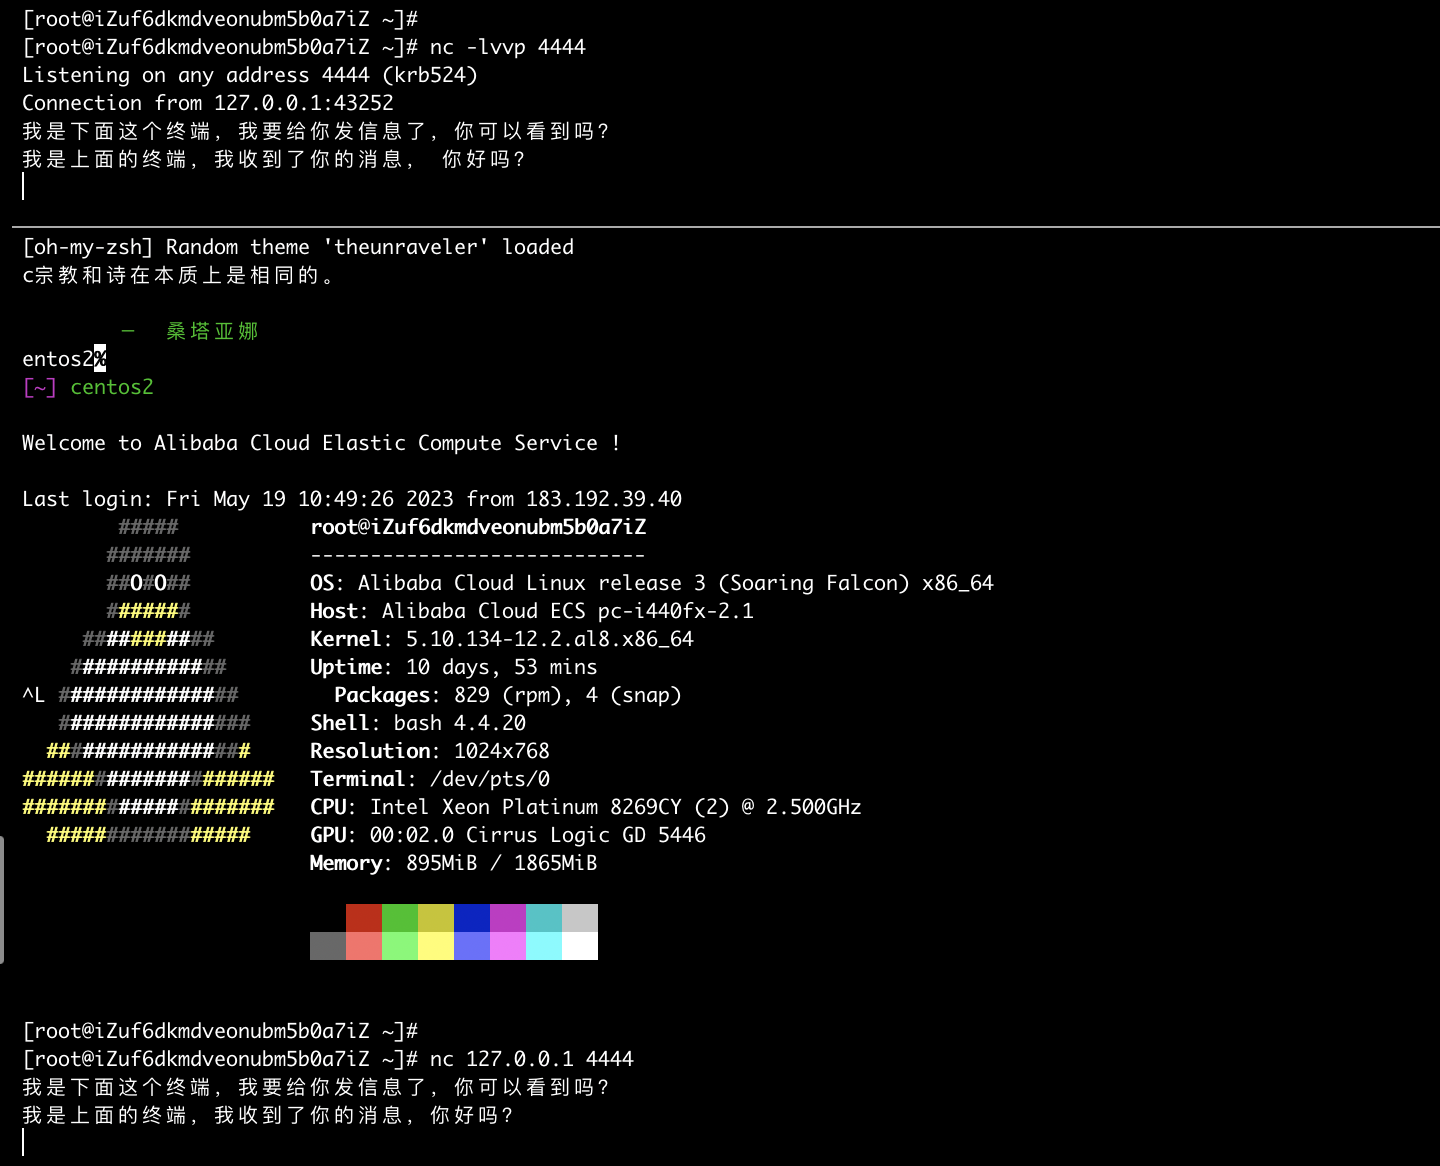 [root@iZuf6dkmdveonubm5b0a7iZ ~]#
[root@iZuf6dkmdveonubm5b0a7iZ ~]# nc -lvvp 4444
Listening on any address 4444 (krb524)
Connection from 127.0.0.1:43252
我是下面这个终端，我要给你发信息了，你可以看到吗?
我是上面的终端，我收到了你的消息， 你好吗?
[oh-my-zsh] Random theme 'theunraveler' loaded
c宗教和诗在本质上是相同的。
— 桑塔亚娜
entos2%
[~] centos2
Welcome to Alibaba Cloud Elastic Compute Service !
Last login: Fri May 19 10:49:26 2023 from 183.192.39.40
##### root@iZuf6dkmdveonubm5b0a7iZ
####### ----------------------------
##O#O## OS: Alibaba Cloud Linux release 3 (Soaring Falcon) x86_64
####### Host: Alibaba Cloud ECS pc-i440fx-2.1
########### Kernel: 5.10.134-12.2.al8.x86_64
############# Uptime: 10 days, 53 mins
^L ############### Packages: 829 (rpm), 4 (snap)
################ Shell: bash 4.4.20
################# Resolution: 1024x768
##################### Terminal: /dev/pts/0
##################### CPU: Intel Xeon Platinum 8269CY (2) @ 2.500GHz
################# GPU: 00:02.0 Cirrus Logic GD 5446
Memory: 895MiB / 1865MiB
[root@iZuf6dkmdveonubm5b0a7iZ ~]#
[root@iZuf6dkmdveonubm5b0a7iZ ~]# nc 127.0.0.1 4444
我是下面这个终端，我要给你发信息了，你可以看到吗?
我是上面的终端，我收到了你的消息，你好吗?